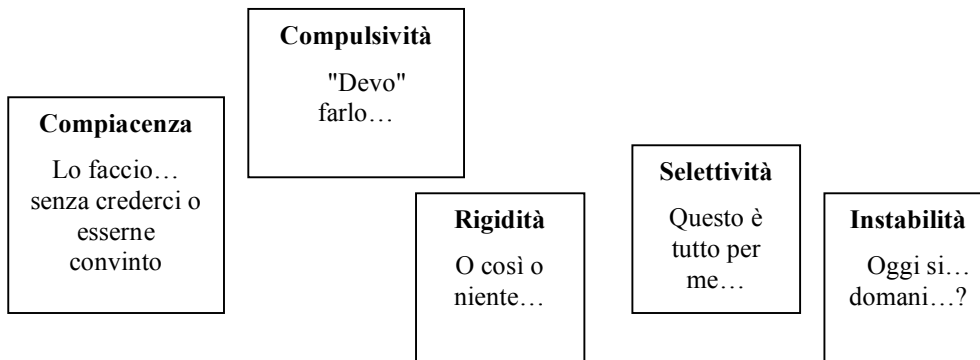 Compiacenza
Lo faccio…
senza crederci o
esserne
convinto
Compulsività
"Devo"
farlo…
Rigidità
O così o
niente…
Selettività
Questo è
tutto per
me…
Instabilità
Oggi si…
domani…?